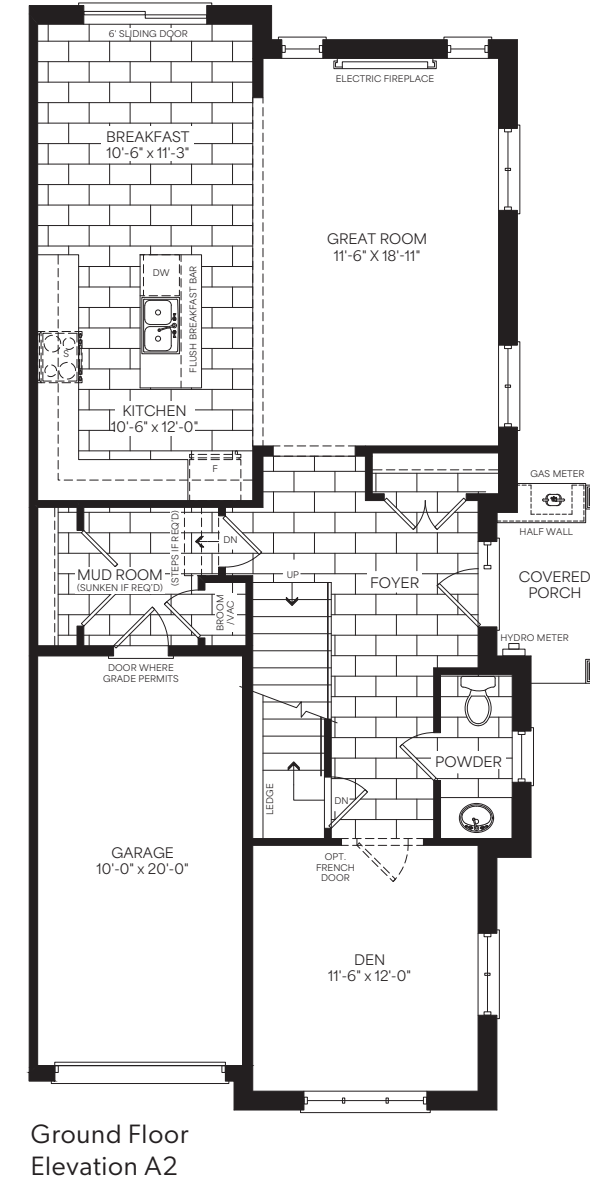 6' SLIDING DOOR
ELECTRIC FIREPLACE
BREAKFAST
10'-6" x 11'-3"
GREAT ROOM
11'-6" X 18'-11"
DW
FLUSH BREAKFAST BAR
S
KITCHEN
10'-6" x 12'-0"
F
GAS METER
HALF WALL
(STEPS IF REQ'D)
DN
MUD ROOM
(SUNKEN IF REQ'D)
UP
FOYER
COVERED
PORCH
BROOM
/VAC
HYDRO METER
DOOR WHERE
GRADE PERMITS
POWDER
LEDGE
DN
GARAGE
10'-0" x 20'-0"
OPT.
FRENCH
DOOR
DEN
11'-6" x 12'-0"
Ground Floor
Elevation A2